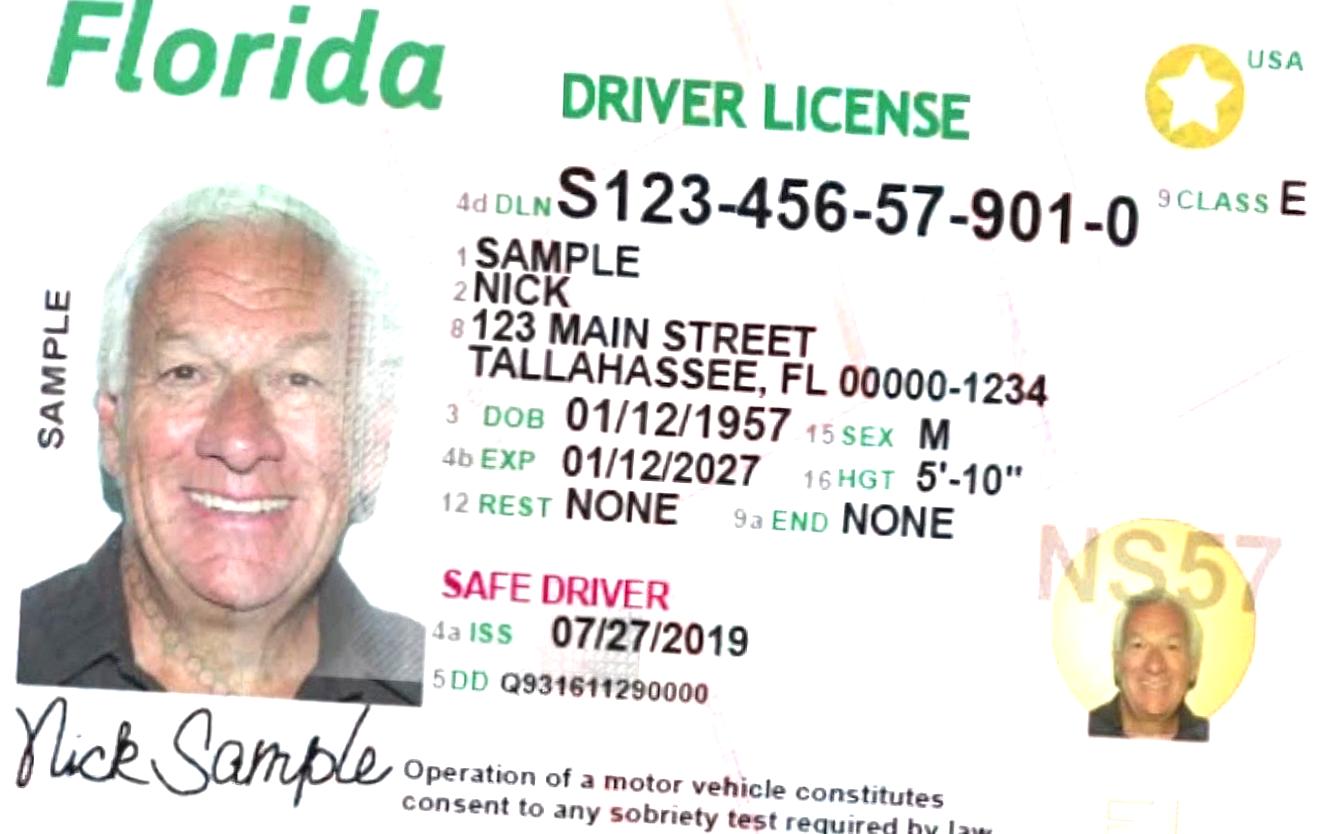 Florida
USA
DRIVER LICENSE
4d DLN S123-456-57-901-0 9 CLASS E
1 SAMPLE
2 NICK
8 123 MAIN STREET
TALLAHASSEE, FL 00000-1234
3 DOB 01/12/1957 15 SEX M
4b EXP 01/12/2027 16 HGT 5'-10"
12 REST NONE 9a END NONE
SAFE DRIVER
4a ISS 07/27/2019
5 DD Q931611290000
SAMPLE
NS57
Nick Sample
Operation of a motor vehicle constitutes
consent to any sobriety test required by law